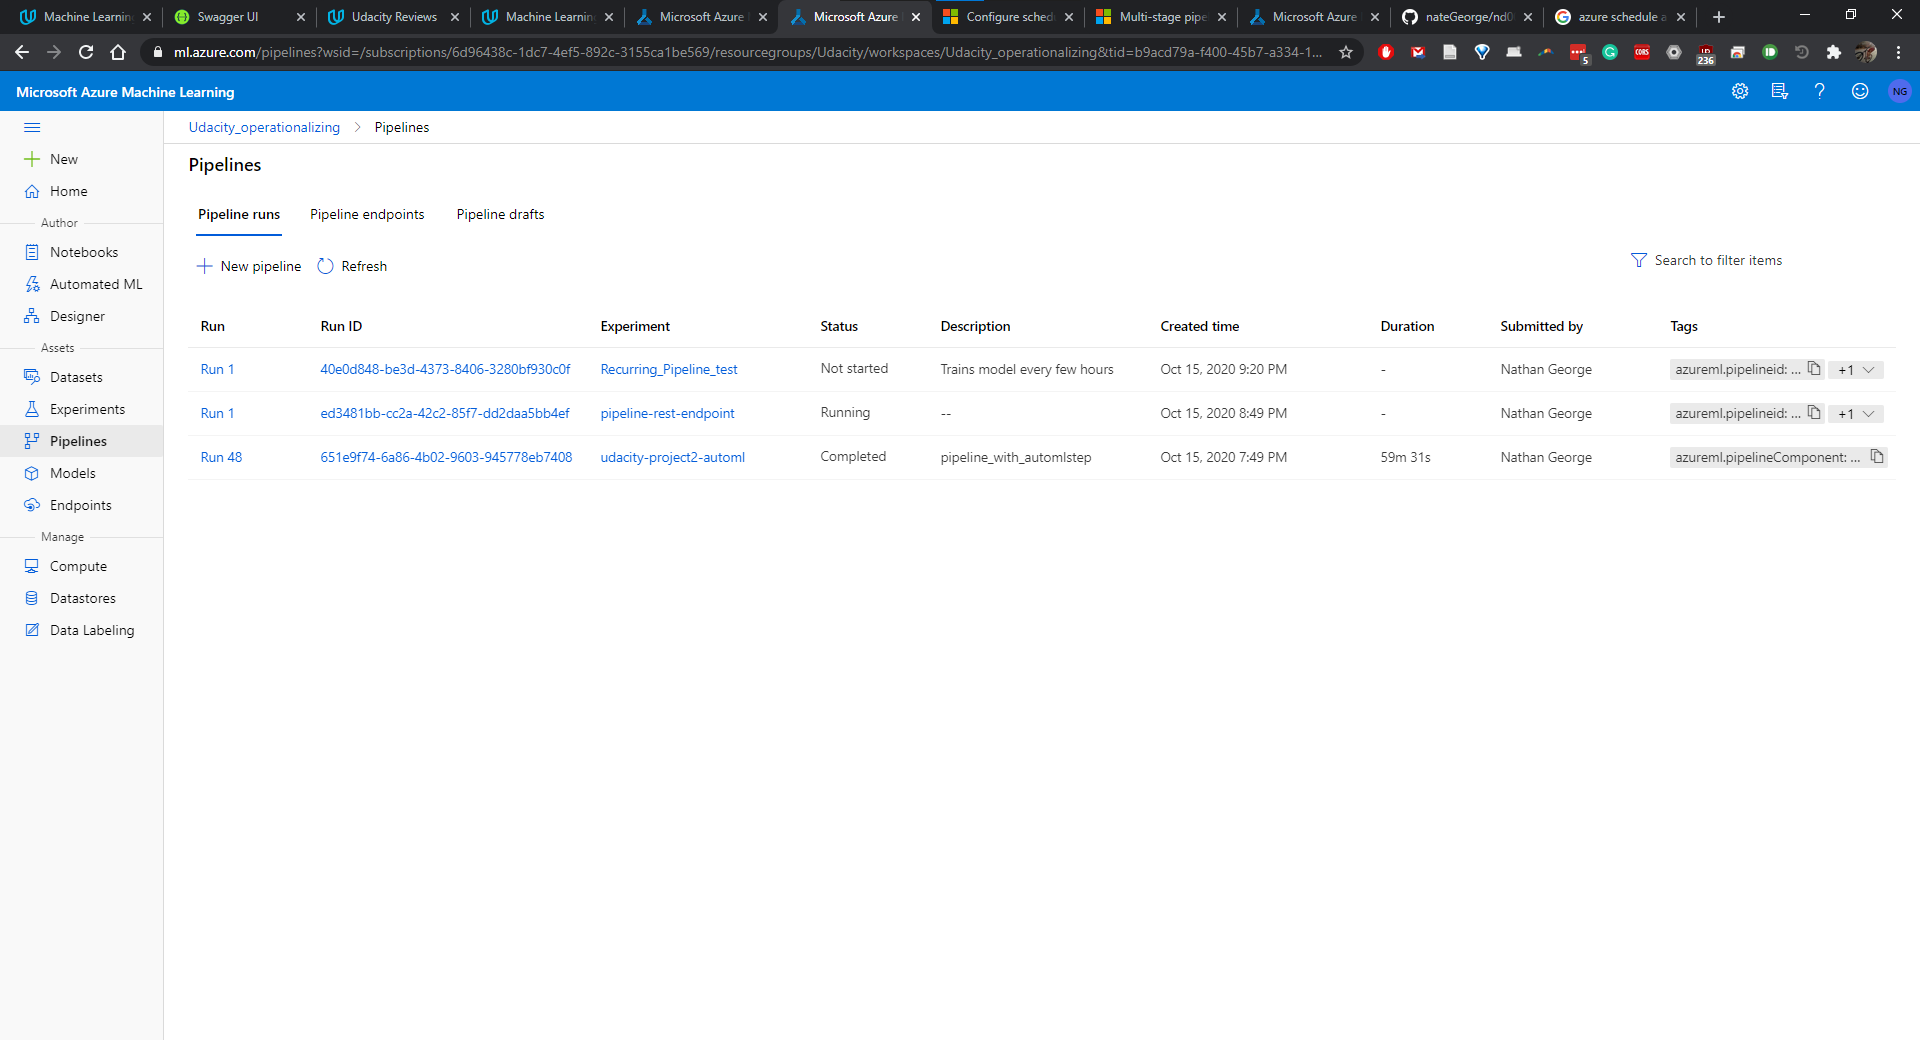 Machine Learning
Swagger UI
Udacity Reviews
Machine Learning
Microsoft Azure
Microsoft Azure
Configure sched
Multi-stage pipe
Microsoft Azure
nateGeorge/nd0
azure schedule a
ml.azure.com/pipelines?wsid=/subscriptions/6d96438c-1dc7-4ef5-892c-3155ca1be569/resourcegroups/Udacity/workspaces/Udacity_operationalizing&tid=b9acd79a-f400-45b7-a334-1...
5
CORS
236
Microsoft Azure Machine Learning
NG
Udacity_operationalizing > Pipelines
New
Home
Author
Notebooks
Automated ML
Designer
Assets
Datasets
Experiments
Pipelines
Models
Endpoints
Manage
Compute
Datastores
Data Labeling
Pipelines
Pipeline runs Pipeline endpoints Pipeline drafts
New pipeline Refresh
Search to filter items
Run Run ID Experiment Status Description Created time Duration Submitted by Tags
Run 1 40e0d848-be3d-4373-8406-3280bf930c0f Recurring_Pipeline_test Not started Trains model every few hours Oct 15, 2020 9:20 PM - Nathan George azureml.pipelineid: ... +1
Run 1 ed3481bb-cc2a-42c2-85f7-dd2daa5bb4ef pipeline-rest-endpoint Running -- Oct 15, 2020 8:49 PM - Nathan George azureml.pipelineid: ... +1
Run 48 651e9f74-6a86-4b02-9603-945778eb7408 udacity-project2-automl Completed pipeline_with_automlstep Oct 15, 2020 7:49 PM 59m 31s Nathan George azureml.pipelineComponent: ...